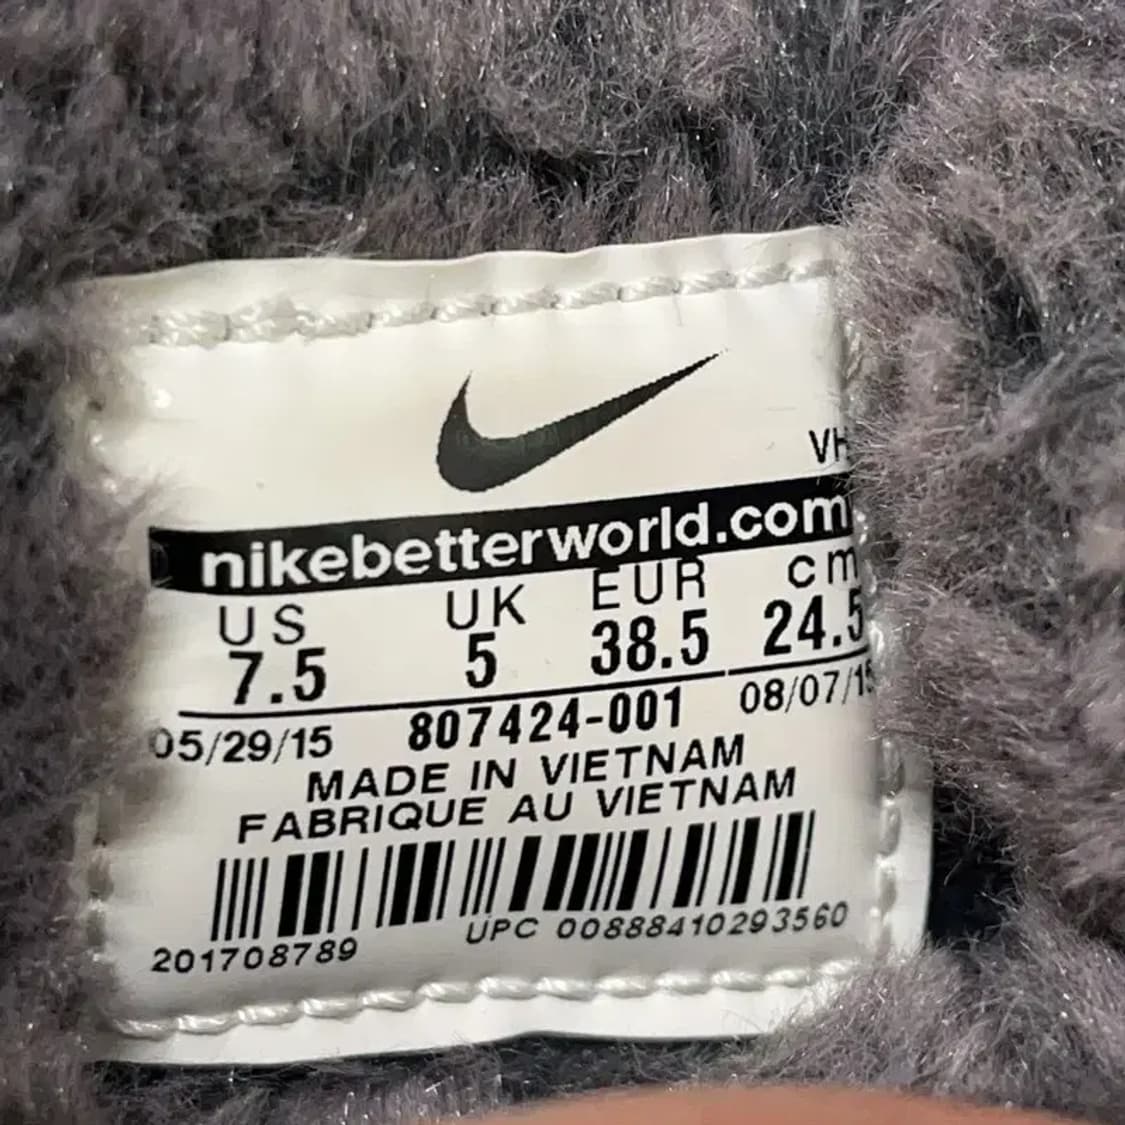 VH
nikebetterworld.com
US UK EUR cm
7.5 5 38.5 24.5
05/29/15 807424-001 08/07/15
MADE IN VIETNAM
FABRIQUE AU VIETNAM
201708789 UPC 00888410293560